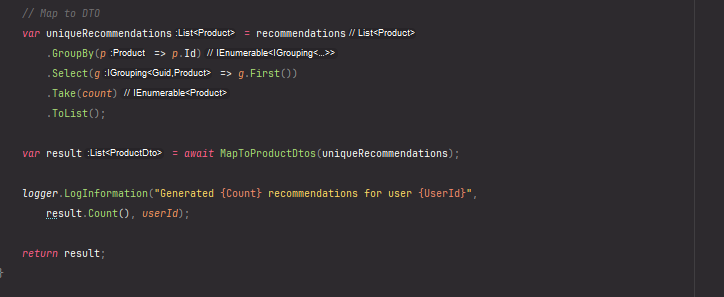 // Map to DTO
var uniqueRecommendations :List<Product> = recommendations // List<Product>
.GroupBy(p :Product => p.Id) // IEnumerable<IGrouping<...>>
.Select(g :IGrouping<Guid,Product> => g.First())
.Take(count) // IEnumerable<Product>
.ToList();
var result :List<ProductDto> = await MapToProductDtos(uniqueRecommendations);
logger.LogInformation("Generated {Count} recommendations for user {UserId}",
result.Count(), userId);
return result;
}